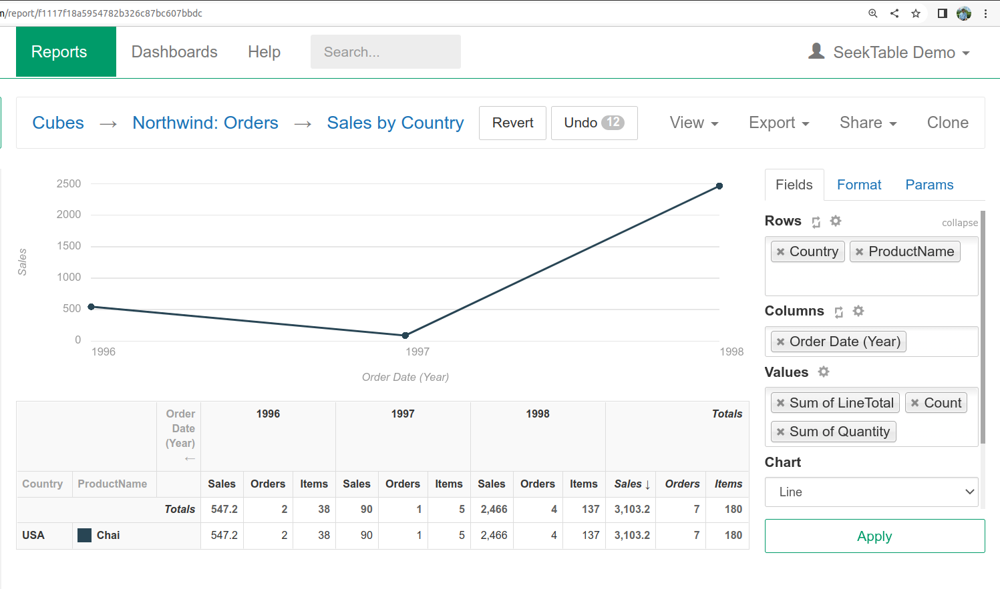 m/report/f1117f18a5954782b326c87bc607bbdc
Reports Dashboards Help Search... SeekTable Demo
Cubes → Northwind: Orders → Sales by Country Revert Undo 12 View Export Share Clone
2500
2000
1500
1000
500
0
Sales
1996 1997 1998
Order Date (Year)
Order Date (Year) ← 1996 1997 1998 Totals
Country ProductName Sales Orders Items Sales Orders Items Sales Orders Items Sales ↓ Orders Items
Totals 547.2 2 38 90 1 5 2,466 4 137 3,103.2 7 180
USA Chai 547.2 2 38 90 1 5 2,466 4 137 3,103.2 7 180
Fields Format Params
Rows collapse
× Country × ProductName
Columns
× Order Date (Year)
Values
× Sum of LineTotal × Count
× Sum of Quantity
Chart
Line
Apply